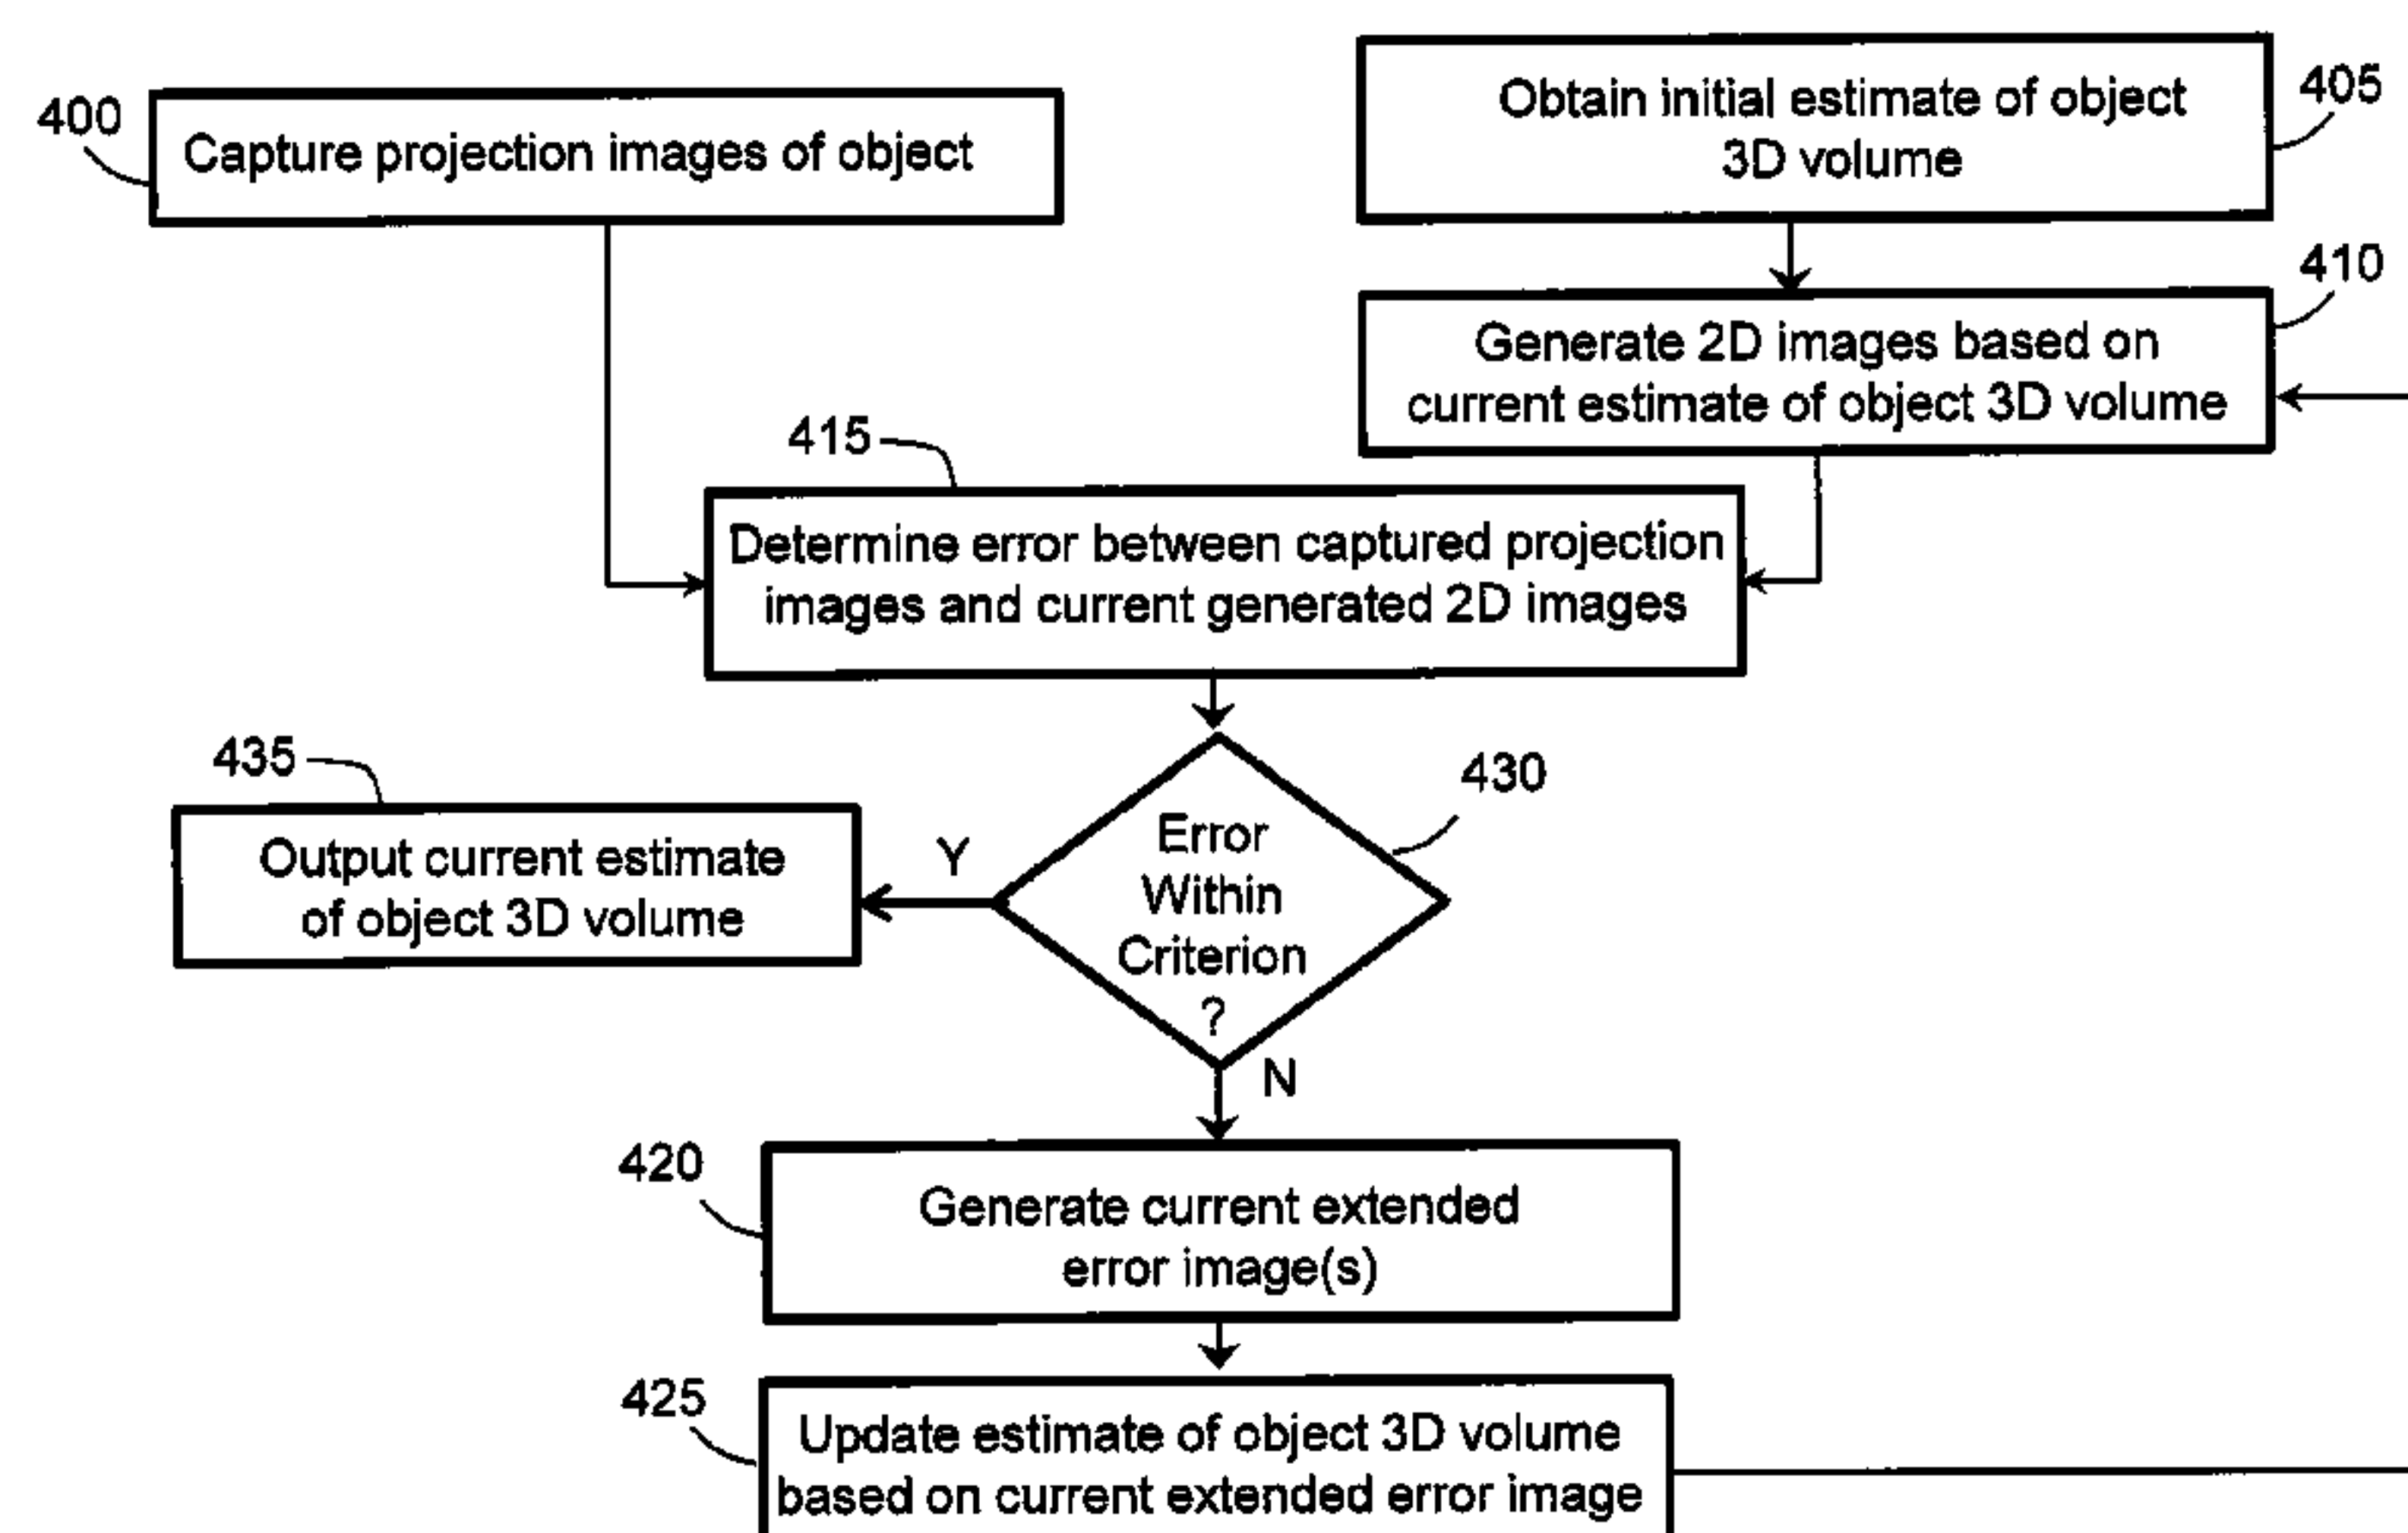 400
Capture projection images of object
Obtain initial estimate of object
3D volume
405
410
Generate 2D images based on
current estimate of object 3D volume
415
Determine error between captured projection
images and current generated 2D images
435
Output current estimate
of object 3D volume
Y
Error
Within
Criterion
?
430
N
420
Generate current extended
error image(s)
425
Update estimate of object 3D volume
based on current extended error image